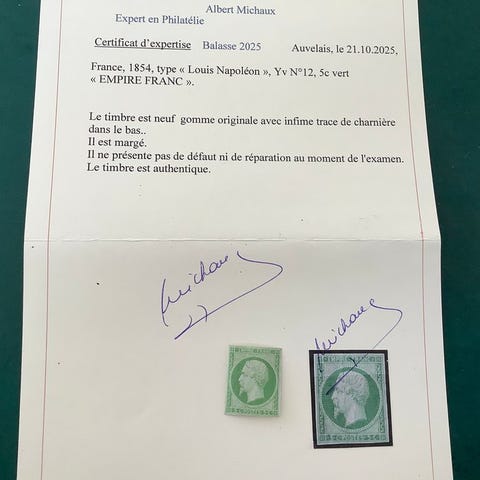 Albert Michaux
Expert en Philatélie
Certificat d’expertise Balasse 2025 Auvelais, le 21.10.2025,
France, 1854, type « Louis Napoléon », Yv N°12, 5c vert
« EMPIRE FRANC ».
Le timbre est neuf gomme originale avec infime trace de charnière
dans le bas..
Il est margé.
Il ne présente pas de défaut ni de réparation au moment de l'examen.
Le timbre est authentique.
Michaux
Michaux